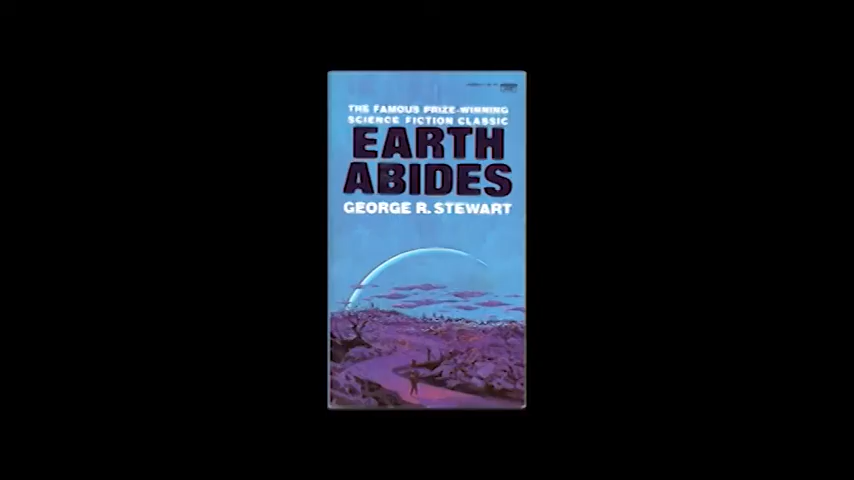 THE FAMOUS PRIZE-WINNING
SCIENCE FICTION CLASSIC
EARTH
ABIDES
GEORGE R. STEWART